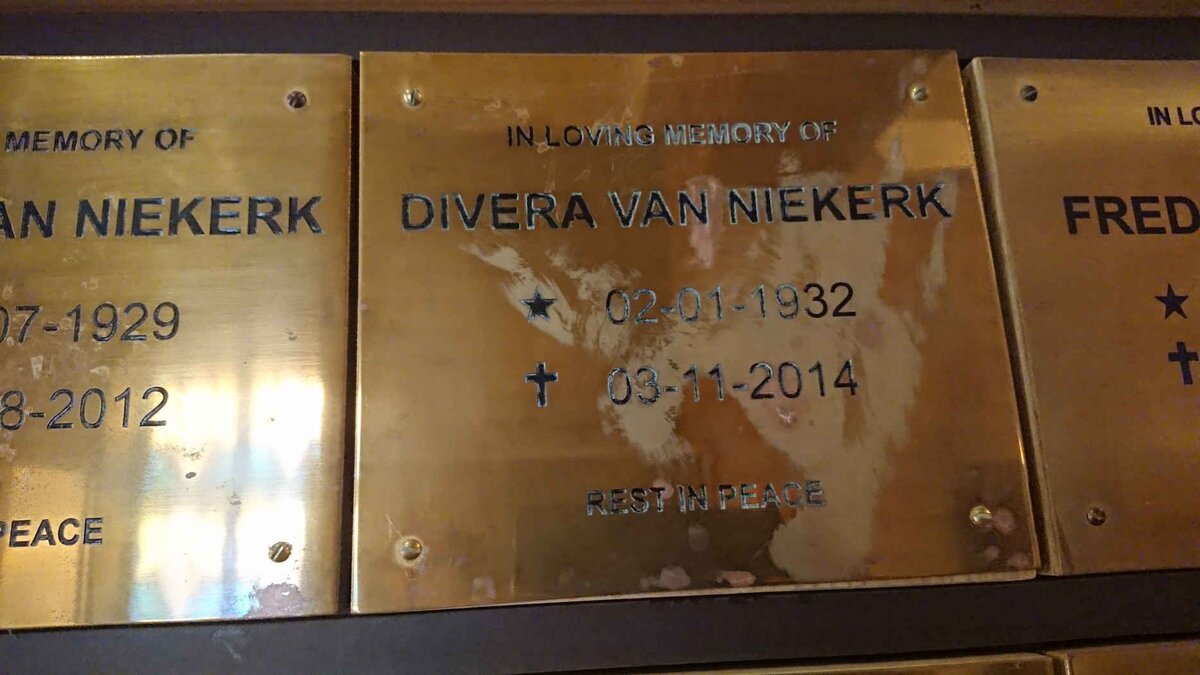 MEMORY OF
AN NIEKERK
07-1929
8-2012
PEACE
IN LOVING MEMORY OF
DIVERA VAN NIEKERK
★ 02-01-1932
✝ 03-11-2014
REST IN PEACE
IN LO
FRED
★
✝